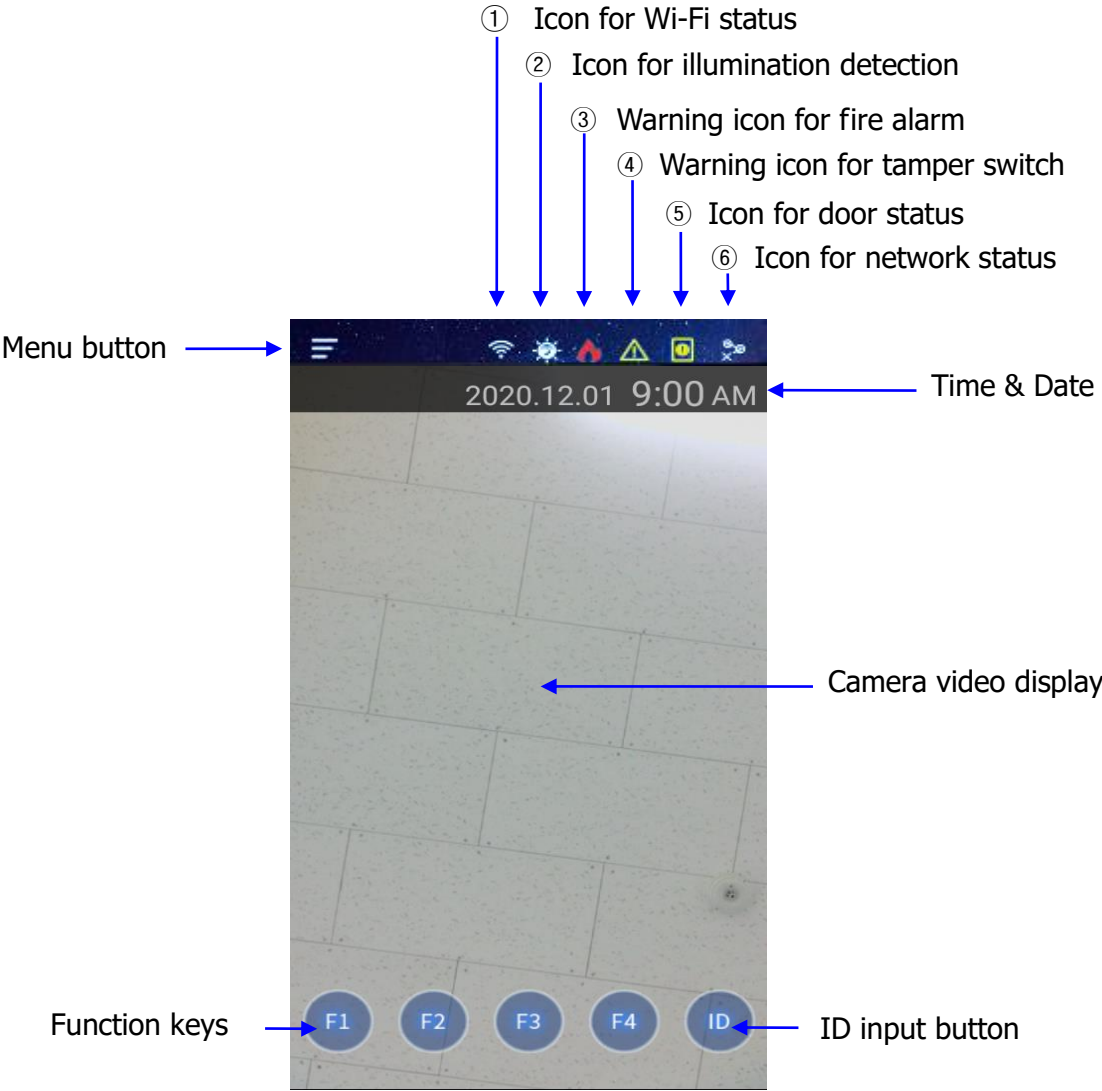 ① Icon for Wi-Fi status
② Icon for illumination detection
③ Warning icon for fire alarm
④ Warning icon for tamper switch
⑤ Icon for door status
⑥ Icon for network status
Menu button
2020.12.01 9:00 AM
Time & Date
Camera video display
Function keys
F1 F2 F3 F4 ID
ID input button